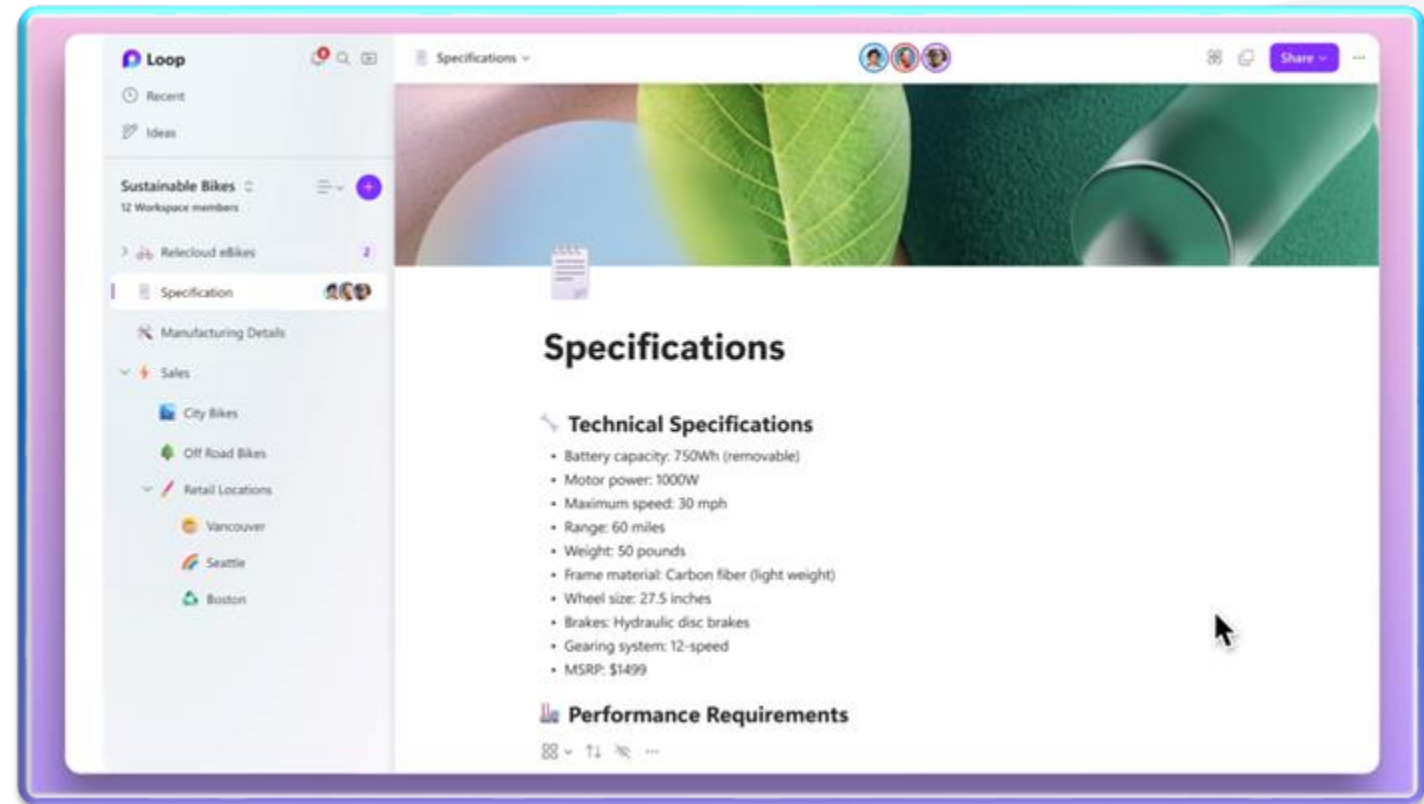 Loop
Recent
Ideas
Sustainable Bikes
12 Workspace members
Relecloud eBikes 2
Specification
Manufacturing Details
Sales
City Bikes
Off Road Bikes
Retail Locations
Vancouver
Seattle
Boston
Specifications
Share
Specifications
Technical Specifications
• Battery capacity: 750Wh (removable)
• Motor power: 1000W
• Maximum speed: 30 mph
• Range: 60 miles
• Weight: 50 pounds
• Frame material: Carbon fiber (light weight)
• Wheel size: 27.5 inches
• Brakes: Hydraulic disc brakes
• Gearing system: 12-speed
• MSRP: $1499
Performance Requirements